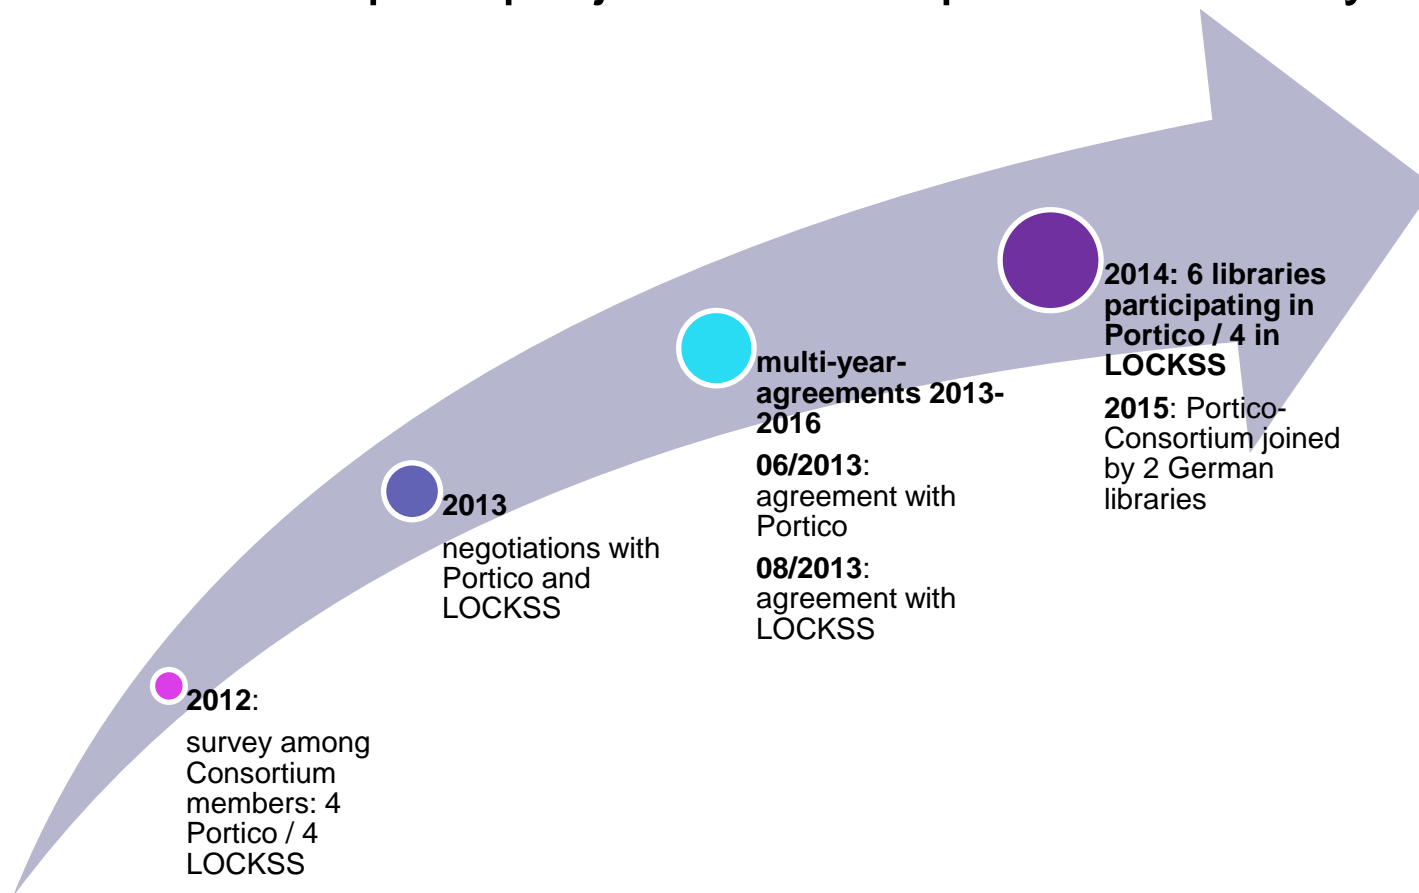 2012:
survey among
Consortium
members: 4
Portico / 4
LOCKSS
2013
negotiations with
Portico and
LOCKSS
multi-year-
agreements 2013-
2016
06/2013:
agreement with
Portico
08/2013:
agreement with
LOCKSS
2014: 6 libraries
participating in
Portico / 4 in
LOCKSS
2015: Portico-
Consortium joined
by 2 German
libraries